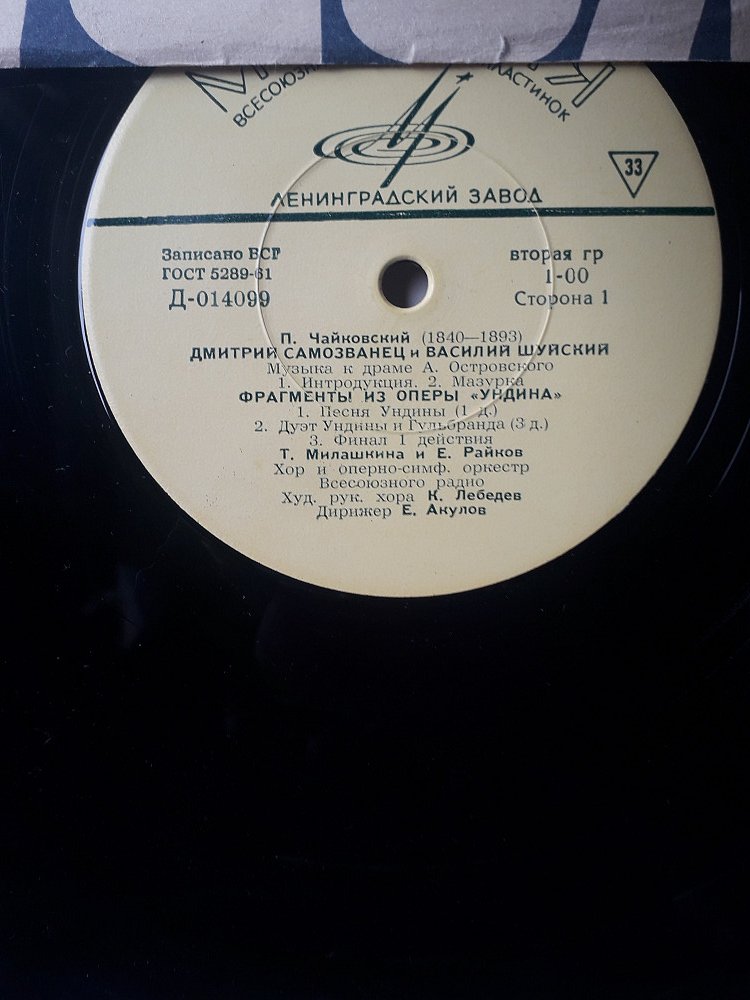 ВСЕСОЮЗН
ЛАСТИНОК
33
ЛЕНИНГРАДСКИЙ ЗАВОД
Записано ВСГ
ГОСТ 5289-61
Д-014099
вторая гр
1-00
Сторона 1
П. Чайковский (1840—1893)
ДМИТРИЙ САМОЗВАНЕЦ и ВАСИЛИЙ ШУЙСКИЙ
Музыка к драме А. Островского
1. Интродукция. 2. Мазурка
ФРАГМЕНТЫ ИЗ ОПЕРЫ «УНДИНА»
1. Песня Ундины (1 д.)
2. Дуэт Ундины и Гульбранда (3 д.)
3. Финал 1 действия
Т. Милашкина и Е. Райков
Хор и оперно-симф. оркестр
Всесоюзного радио
Худ. рук. хора К. Лебедев
Дирижер Е. Акулов